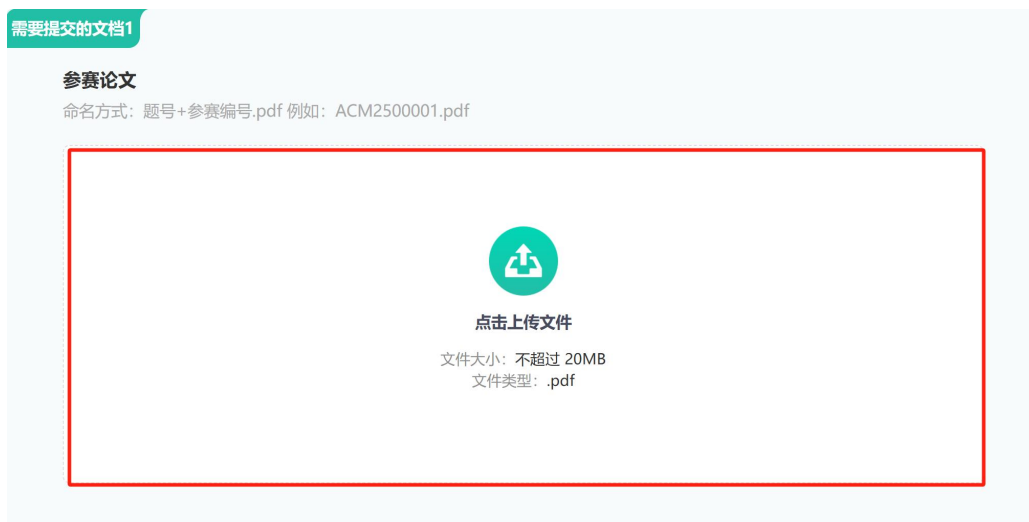 需要提交的文档1
参赛论文
命名方式：题号+参赛编号.pdf 例如：ACM2500001.pdf
点击上传文件
文件大小：不超过 20MB
文件类型：.pdf